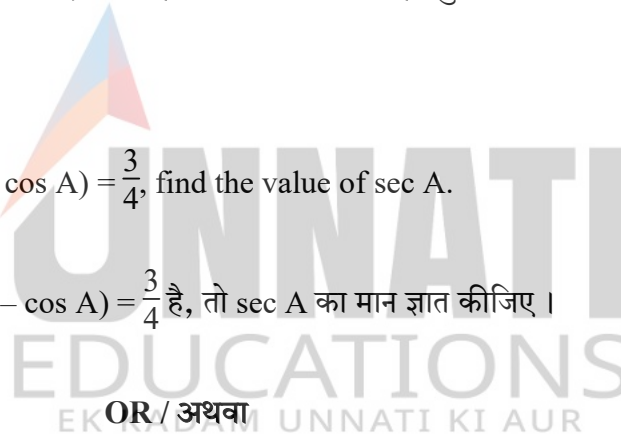 cos A) = 3/4, find the value of sec A.
– cos A) = 3/4 है, तो sec A का मान ज्ञात कीजिए ।
UNNATI
EDUCATIONS
EK KADAM UNNATI KI AUR
OR / अथवा